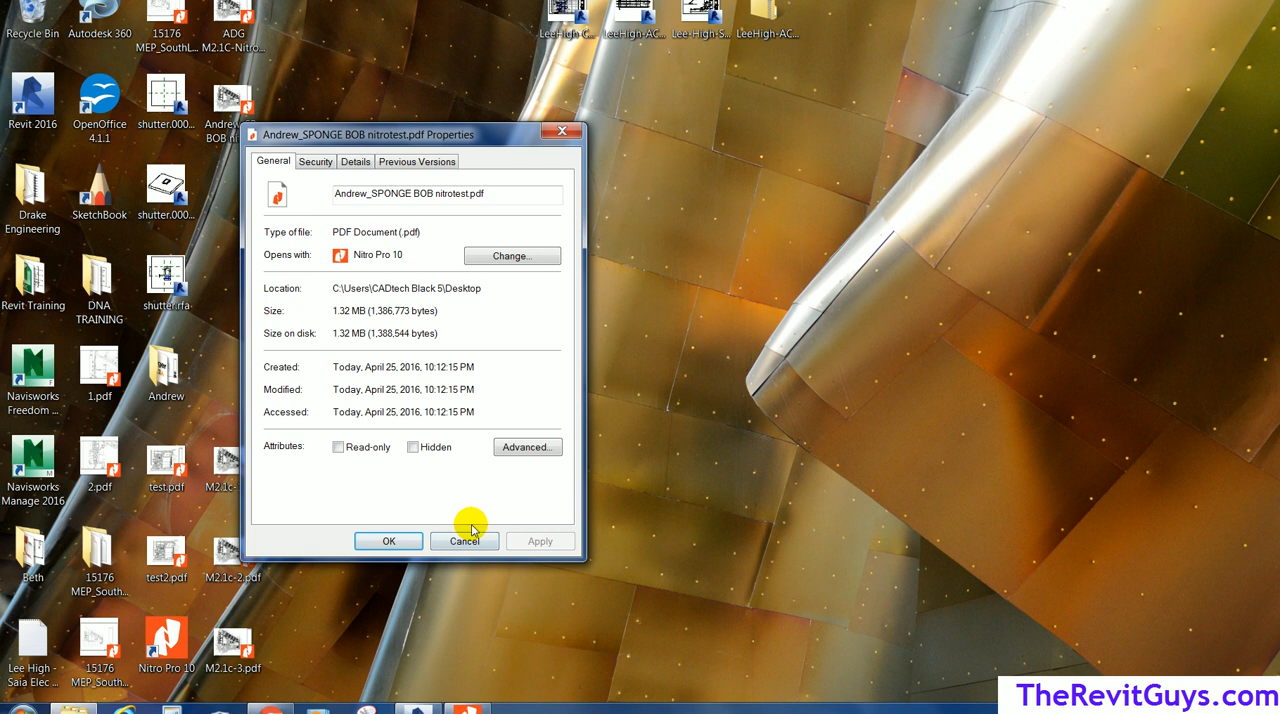 Recycle Bin
Autodesk 360
15176
MEP_SouthL...
ADG
M2.1C-Nitro...
LeeHigh-C...
LeeHigh-AC...
Lee-High-S...
LeeHigh-AC...
Revit 2016
OpenOffice
4.1.1
shutter.000...
Andrew
BOB ni
Drake
Engineering
SketchBook
shutter.000...
Revit Training
DNA
TRAINING
shutter.rfa
Navisworks
Freedom ...
1.pdf
Andrew
Navisworks
Manage 2016
2.pdf
test.pdf
M2.1c-
Beth
15176
MEP_South...
test2.pdf
M2.1c-2.pdf
Lee High -
Saia Elec ...
15176
MEP_South...
Nitro Pro 10
M2.1c-3.pdf
Andrew_SPONGE BOB nitrotest.pdf Properties
General Security Details Previous Versions
Andrew_SPONGE BOB nitrotest.pdf
Type of file: PDF Document (.pdf)
Opens with: Nitro Pro 10 Change...
Location: C:\Users\CADtech Black 5\Desktop
Size: 1.32 MB (1,386,773 bytes)
Size on disk: 1.32 MB (1,388,544 bytes)
Created: Today, April 25, 2016, 10:12:15 PM
Modified: Today, April 25, 2016, 10:12:15 PM
Accessed: Today, April 25, 2016, 10:12:15 PM
Attributes: Read-only Hidden Advanced...
OK Cancel Apply
TheRevitGuys.com